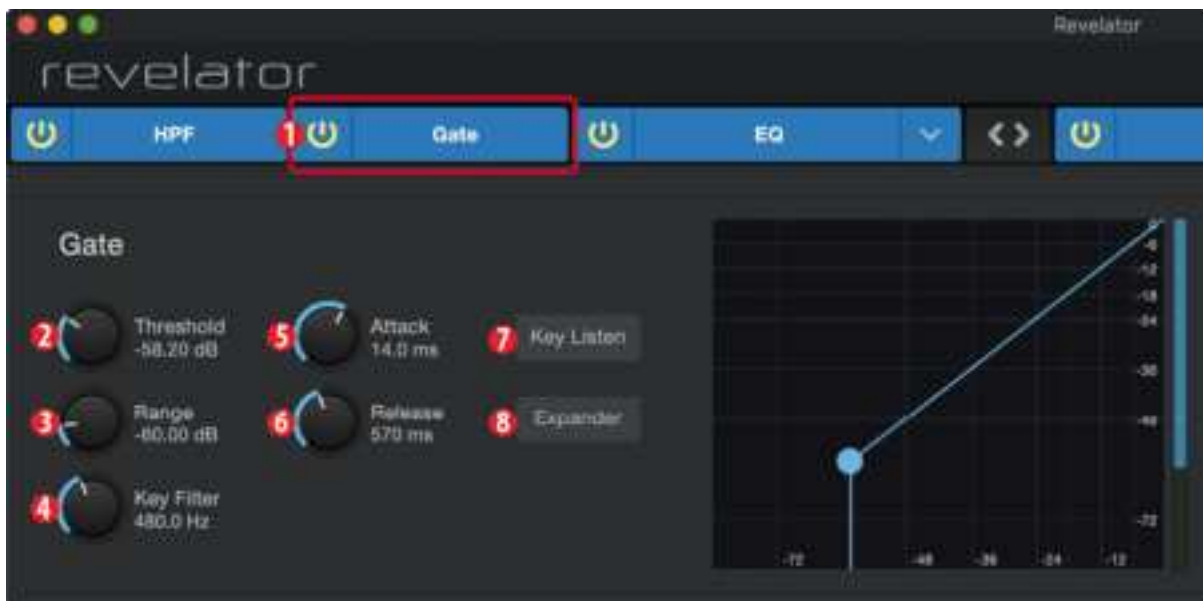 Revelator
revelator
HPF
1
Gate
EQ
Gate
2 Threshold
-58.20 dB
5 Attack
14.0 ms
7 Key Listen
3 Range
-60.00 dB
6 Release
570 ms
8 Expander
4 Key Filter
480.0 Hz
-12
-18
-24
-36
-72
-72
-48
-36
-24
-12